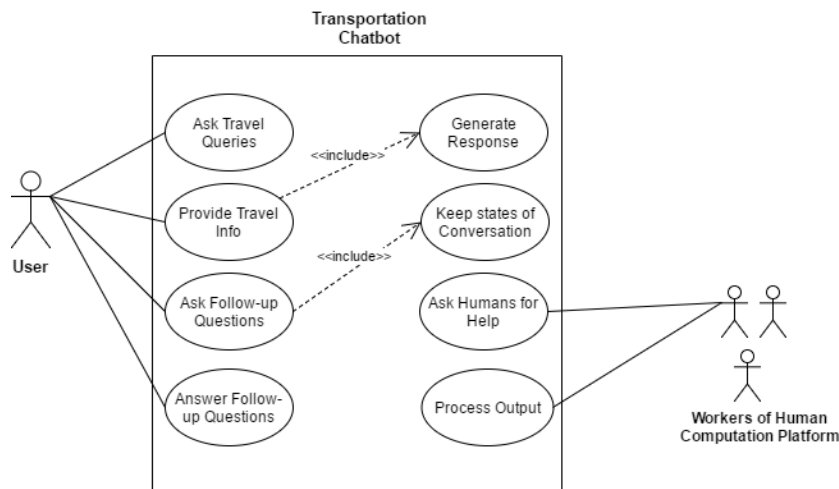 Transportation
Chatbot
Ask Travel
Queries
Generate
Response
<<include>>
Provide Travel
Info
Keep states of
Conversation
<<include>>
User
Ask Follow-up
Questions
Ask Humans for
Help
Answer Follow-
up Questions
Process Output
Workers of Human
Computation Platform